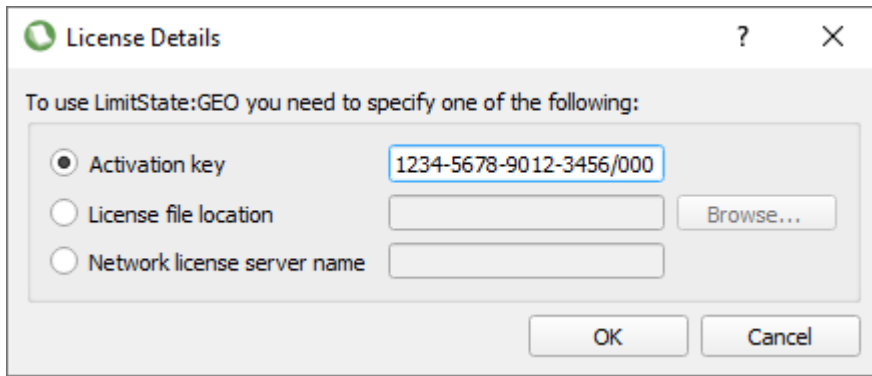 License Details
To use LimitState:GEO you need to specify one of the following:
Activation key 1234-5678-9012-3456/000
License file location Browse...
Network license server name
OK Cancel